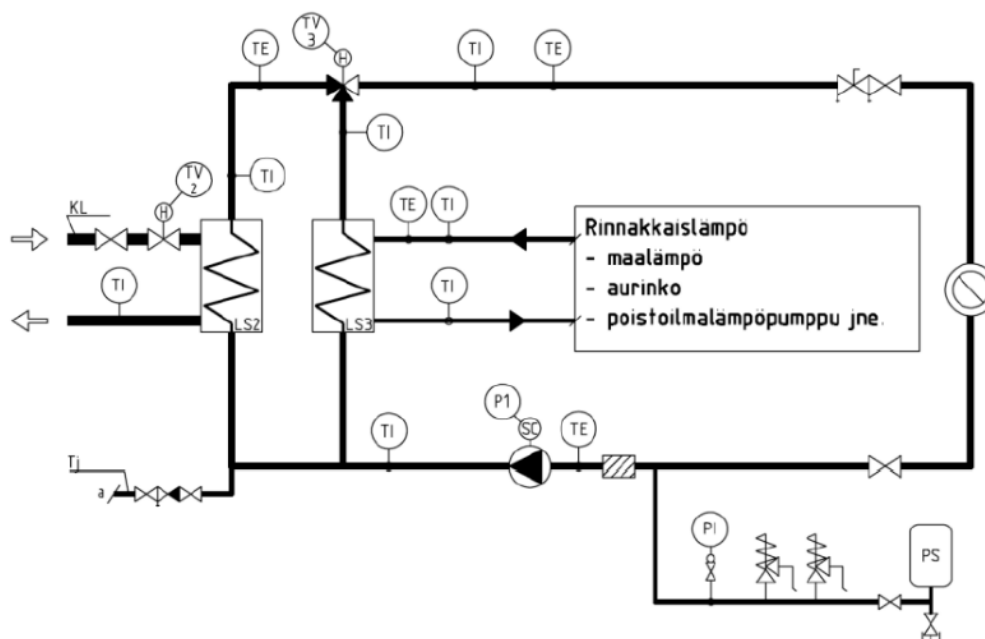 TV
3
TE
H
TI
TE
TI
TV
2
TI
KL
H
TE
TI
Rinnakkaislämpö
- maalämpö
- aurinko
- poistoilmalämpöpumppu jne.
TI
TI
LS2
LS3
P1
TI
SC
TE
Tj
a
PI
PS